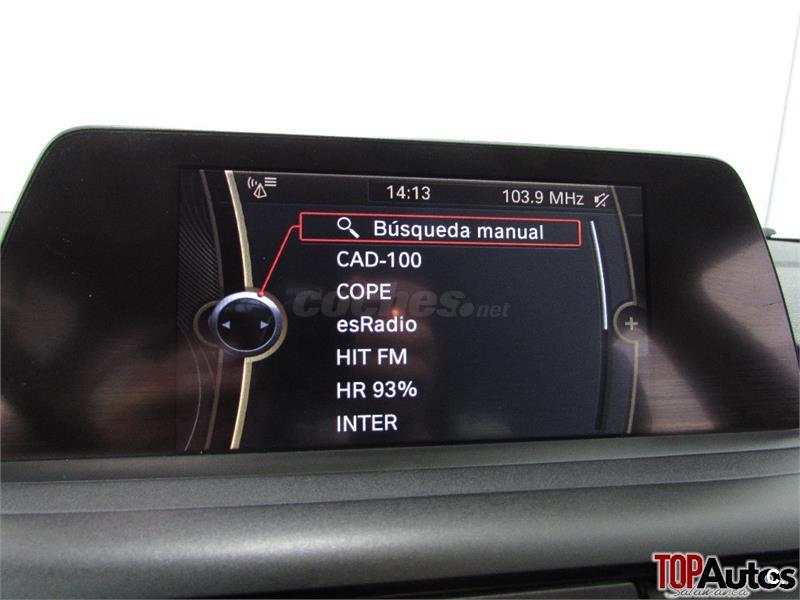 14:13
103.9 MHz
Búsqueda manual
CAD-100
COPE
esRadio
HIT FM
HR 93%
INTER
coches.net
TOPAutos
Salamanca